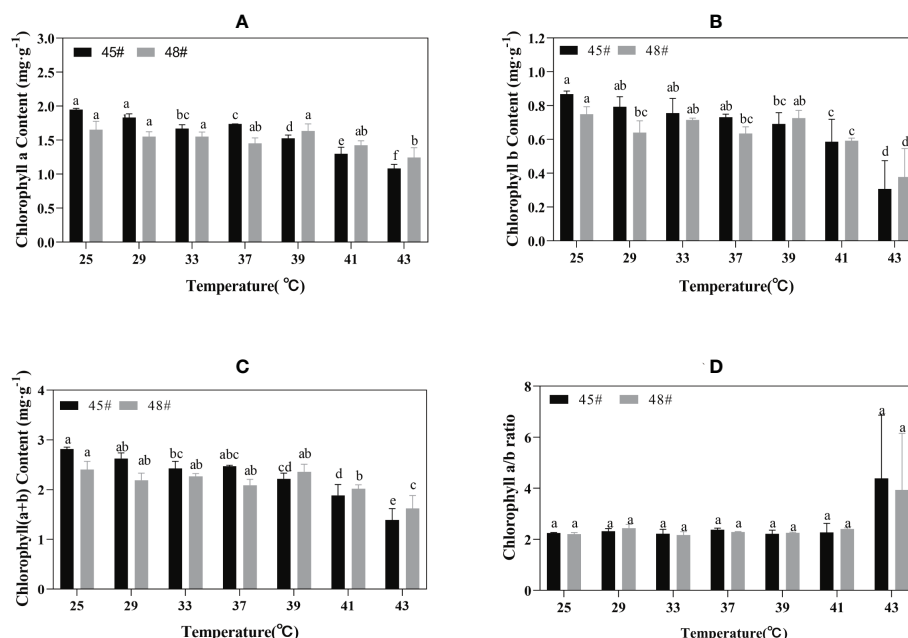 A
Chlorophyll a Content (mg·g⁻¹)
3.0
2.5
2.0
1.5
1.0
0.5
0.0
45# 48#
a a a a bc a c ab d a e ab f b
25 29 33 37 39 41 43
Temperature( ℃)
B
Chlorophyll b Content (mg·g⁻¹)
1.2
1.0
0.8
0.6
0.4
0.2
0.0
45# 48#
a a ab bc ab ab ab bc bc ab c c d d
25 29 33 37 39 41 43
Temperature(℃)
C
Chlorophyll(a+b) Content (mg·g⁻¹)
4
3
2
1
0
45# 48#
a a ab ab bc ab abc ab cd ab d b e c
25 29 33 37 39 41 43
Temperature(℃)
D
Chlorophyll a/b ratio
8
6
4
2
0
45# 48#
a a a a a a a a a a a a a a
25 29 33 37 39 41 43
Temperature(℃)